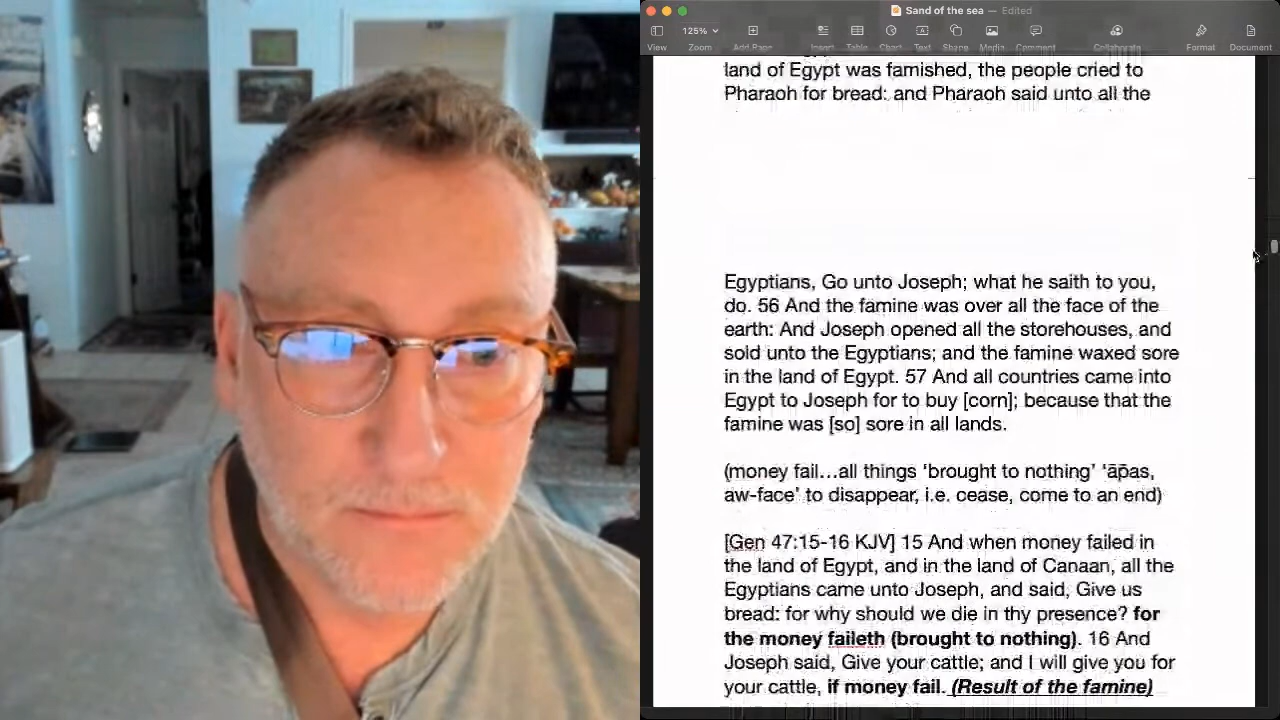 Sand of the sea — Edited
125%
View Zoom Add Page Insert Table Chart Text Share Media Comment Collaborate Format Document
land of Egypt was famished, the people cried to
Pharaoh for bread: and Pharaoh said unto all the
Egyptians, Go unto Joseph; what he saith to you,
do. 56 And the famine was over all the face of the
earth: And Joseph opened all the storehouses, and
sold unto the Egyptians; and the famine waxed sore
in the land of Egypt. 57 And all countries came into
Egypt to Joseph for to buy [corn]; because that the
famine was [so] sore in all lands.
(money fail…all things ‘brought to nothing’ 'āp̄as,
aw-face’ to disappear, i.e. cease, come to an end)
[Gen 47:15-16 KJV] 15 And when money failed in
the land of Egypt, and in the land of Canaan, all the
Egyptians came unto Joseph, and said, Give us
bread: for why should we die in thy presence? for
the money faileth (brought to nothing). 16 And
Joseph said, Give your cattle; and I will give you for
your cattle, if money fail. (Result of the famine)